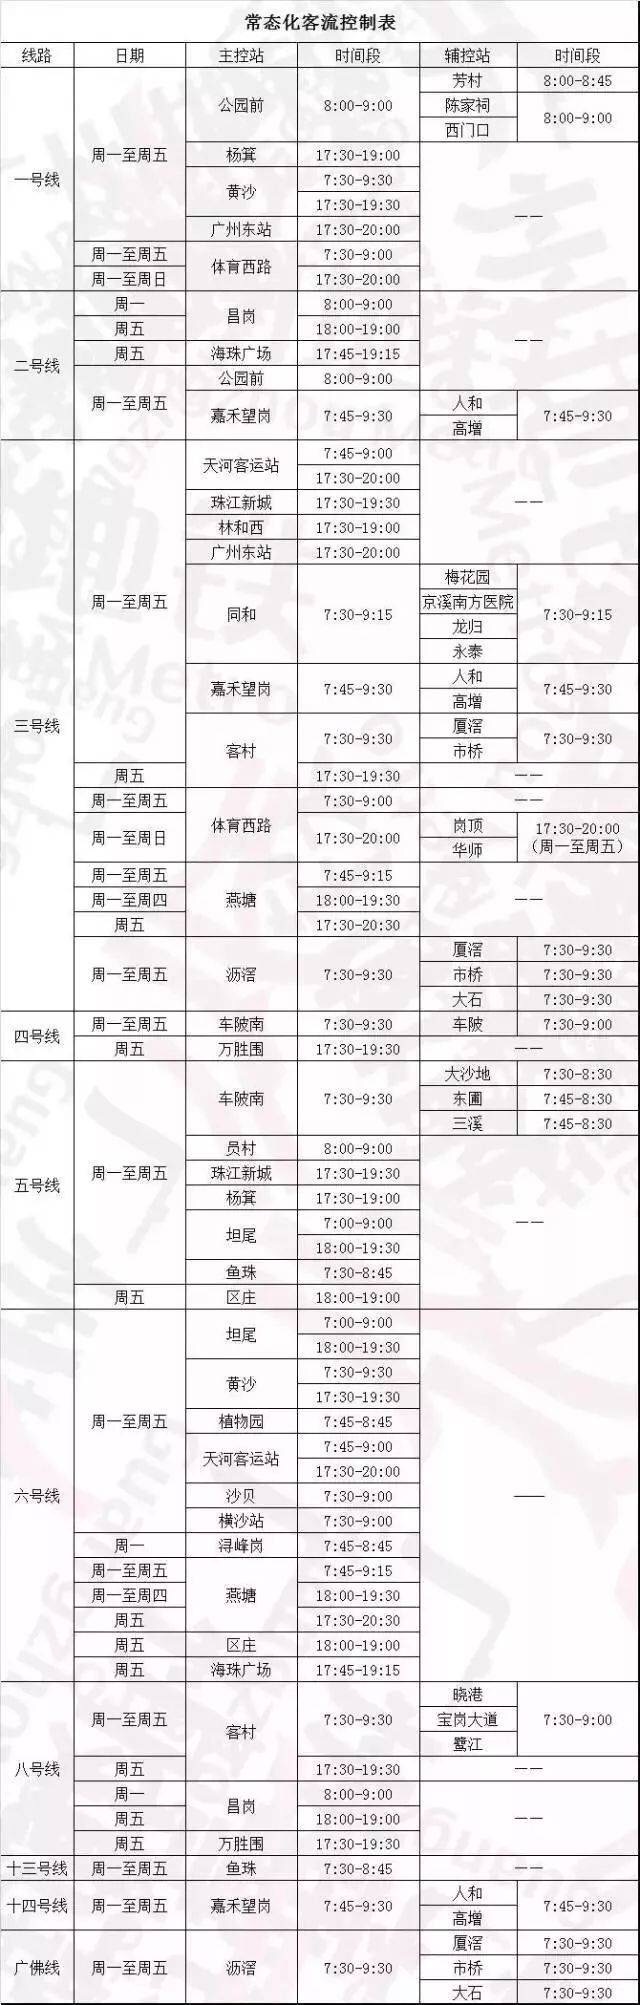 常态化客流控制表
线路 日期 主控站 时间段 辅控站 时间段
一号线 周一至周五 公园前 8:00-9:00 芳村 8:00-8:45
陈家祠 8:00-9:00
西门口
杨箕 17:30-19:00 ——
黄沙 7:30-9:30
17:30-19:30
广州东站 17:30-20:00
周一至周五 体育西路 7:30-9:00
周一至周日 17:30-20:00
二号线 周一 昌岗 8:00-9:00 ——
周五 18:00-19:00
周五 海珠广场 17:45-19:15
周一至周五 公园前 8:00-9:00
嘉禾望岗 7:45-9:30 人和 7:45-9:30
高增
三号线 周一至周五 天河客运站 7:45-9:00 ——
17:30-20:00
珠江新城 17:30-19:30
林和西 17:30-19:00
广州东站 17:30-20:00
同和 7:30-9:15 梅花园 7:30-9:15
京溪南方医院
龙归
永泰
嘉禾望岗 7:45-9:30 人和 7:45-9:30
高增
客村 7:30-9:30 厦滘 7:30-9:30
市桥
周五 17:30-19:30 ——
周一至周五 体育西路 7:30-9:00 ——
周一至周日 17:30-20:00 岗顶 17:30-20:00
华师 (周一至周五)
周一至周五 燕塘 7:45-9:15 ——
周一至周四 18:00-19:30
周五 17:30-20:30
周一至周五 沥滘 7:30-9:30 厦滘 7:30-9:30
市桥 7:30-9:30
大石 7:30-9:30
四号线 周一至周五 车陂南 7:30-9:30 车陂 7:30-9:00
周五 万胜围 17:30-19:30 ——
五号线 周一至周五 车陂南 7:30-9:30 大沙地 7:30-8:30
东圃 7:45-8:30
三溪 7:45-8:30
员村 8:00-9:00 ——
珠江新城 17:30-19:30
杨箕 17:30-19:00
坦尾 7:00-9:00
18:00-19:30
鱼珠 7:30-8:45
周五 区庄 18:00-19:00
六号线 周一至周五 坦尾 7:00-9:00 ——
18:00-19:30
黄沙 7:30-9:30
17:30-19:30
植物园 7:45-8:45
天河客运站 7:45-9:00
17:30-20:00
沙贝 7:30-9:00
横沙站 7:30-9:00
周一 浔峰岗 7:45-8:45
周一至周五 燕塘 7:45-9:15
周一至周四 18:00-19:30
周五 17:30-20:30
周五 区庄 18:00-19:00
周五 海珠广场 17:45-19:15
八号线 周一至周五 客村 7:30-9:30 晓港 7:30-9:00
宝岗大道
鹭江
周五 17:30-19:30 ——
周一 昌岗 8:00-9:00 ——
周五 18:00-19:00
周五 万胜围 17:30-19:30
十三号线 周一至周五 鱼珠 7:30-8:45 ——
十四号线 周一至周五 嘉禾望岗 7:45-9:30 人和 7:45-9:30
高增
广佛线 周一至周五 沥滘 7:30-9:30 厦滘 7:30-9:30
市桥 7:30-9:30
大石 7:30-9:30